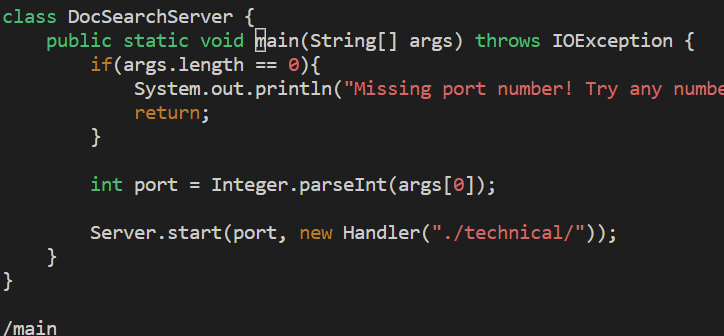 class DocSearchServer {
    public static void main(String[] args) throws IOException {
        if(args.length == 0){
            System.out.println("Missing port number! Try any numbe
            return;
        }

        int port = Integer.parseInt(args[0]);

        Server.start(port, new Handler("./technical/"));
    }
}

/main